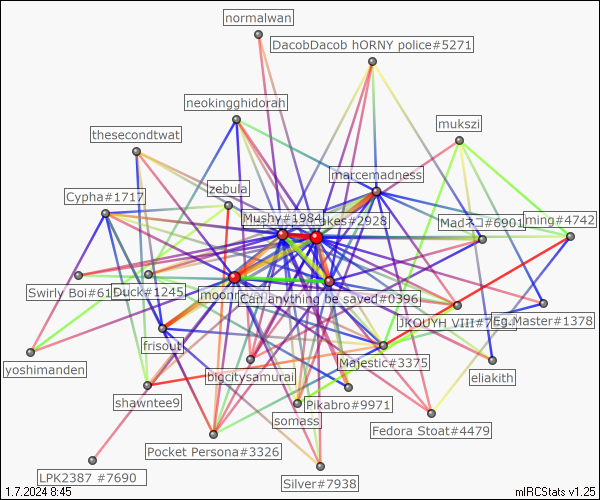 normalwan
DacobDacob hORNY police#5271
neokingghidorah
mukszi
thesecondtwat
marcemadness
zebula
Cypha#1717
Mushy#1984
akes#2928
Madネコ#6901
ming#4742
Swirly Boi#61
Duck#1245
moonr
Can anything be saved#0396
JKOUYH VIII#7
Eg.Master#1378
frisout
Majestic#3375
yoshimanden
bigcitysamurai
eliakith
shawntee9
Pikabro#9971
somass
Fedora Stoat#4479
Pocket Persona#3326
LPK2387 #7690
Silver#7938
1.7.2024 8:45
mIRCStats v1.25